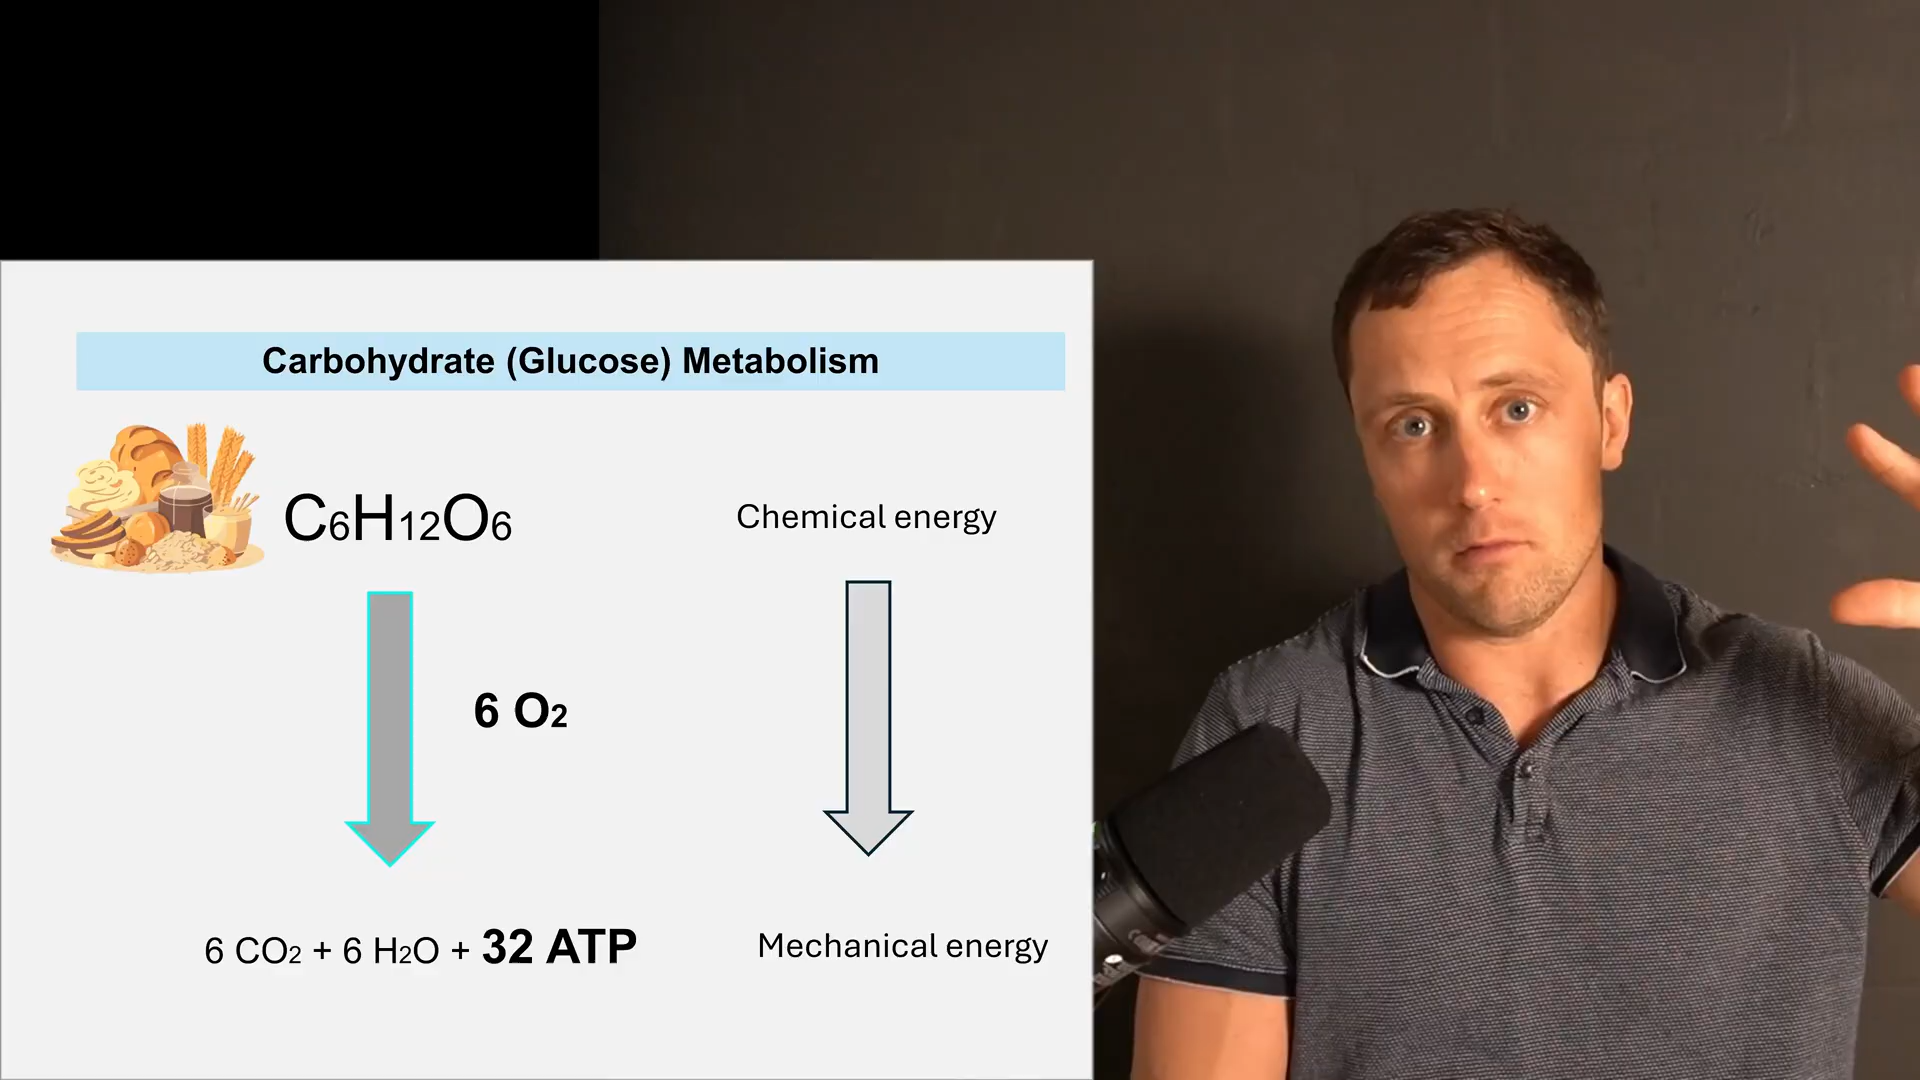 Carbohydrate (Glucose) Metabolism
C6H12O6
Chemical energy
6 O2
6 CO2 + 6 H2O + 32 ATP
Mechanical energy